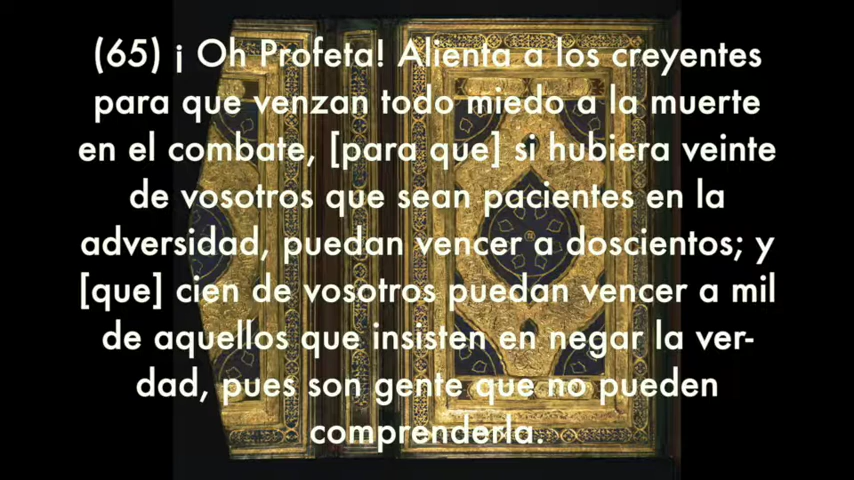 (65) ¡ Oh Profeta! Alienta a los creyentes
para que venzan todo miedo a la muerte
en el combate, [para que] si hubiera veinte
de vosotros que sean pacientes en la
adversidad, puedan vencer a doscientos; y
[que] cien de vosotros puedan vencer a mil
de aquellos que insisten en negar la ver-
dad, pues son gente que no pueden
comprenderla.